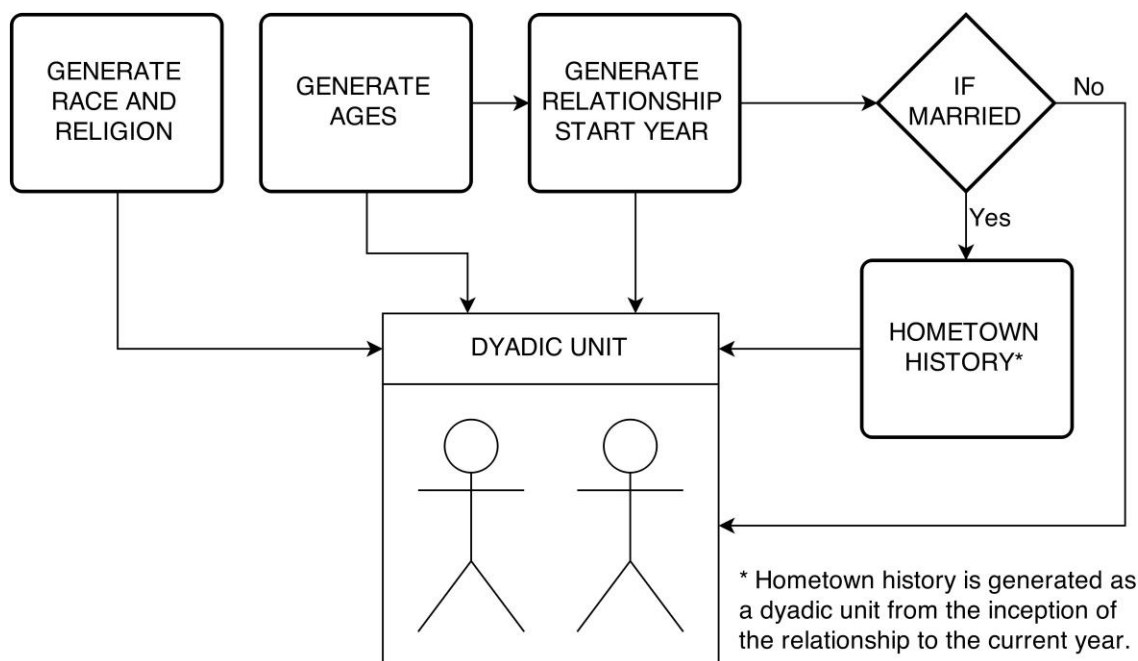 GENERATE
RACE AND
RELIGION
GENERATE
AGES
GENERATE
RELATIONSHIP
START YEAR
IF
MARRIED
No
Yes
HOMETOWN
HISTORY*
DYADIC UNIT
* Hometown history is generated as
a dyadic unit from the inception of
the relationship to the current year.